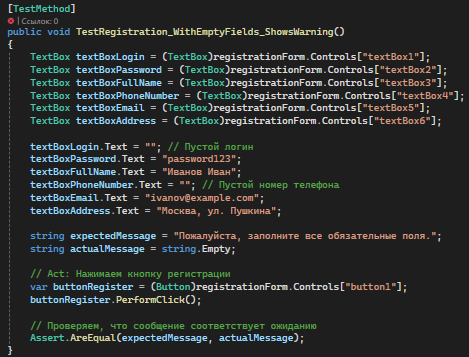 [TestMethod]
| Ссылок: 0
public void TestRegistration_WithEmptyFields_ShowsWarning()
{
TextBox textBoxLogin = (TextBox)registrationForm.Controls["textBox1"];
TextBox textBoxPassword = (TextBox)registrationForm.Controls["textBox2"];
TextBox textBoxFullName = (TextBox)registrationForm.Controls["textBox3"];
TextBox textBoxPhoneNumber = (TextBox)registrationForm.Controls["textBox4"];
TextBox textBoxEmail = (TextBox)registrationForm.Controls["textBox5"];
TextBox textBoxAddress = (TextBox)registrationForm.Controls["textBox6"];
textBoxLogin.Text = ""; // Пустой логин
textBoxPassword.Text = "password123";
textBoxFullName.Text = "Иванов Иван";
textBoxPhoneNumber.Text = ""; // Пустой номер телефона
textBoxEmail.Text = "ivanov@example.com";
textBoxAddress.Text = "Москва, ул. Пушкина";
string expectedMessage = "Пожалуйста, заполните все обязательные поля.";
string actualMessage = string.Empty;
// Act: Нажимаем кнопку регистрации
var buttonRegister = (Button)registrationForm.Controls["button1"];
buttonRegister.PerformClick();
// Проверяем, что сообщение соответствует ожиданию
Assert.AreEqual(expectedMessage, actualMessage);
}